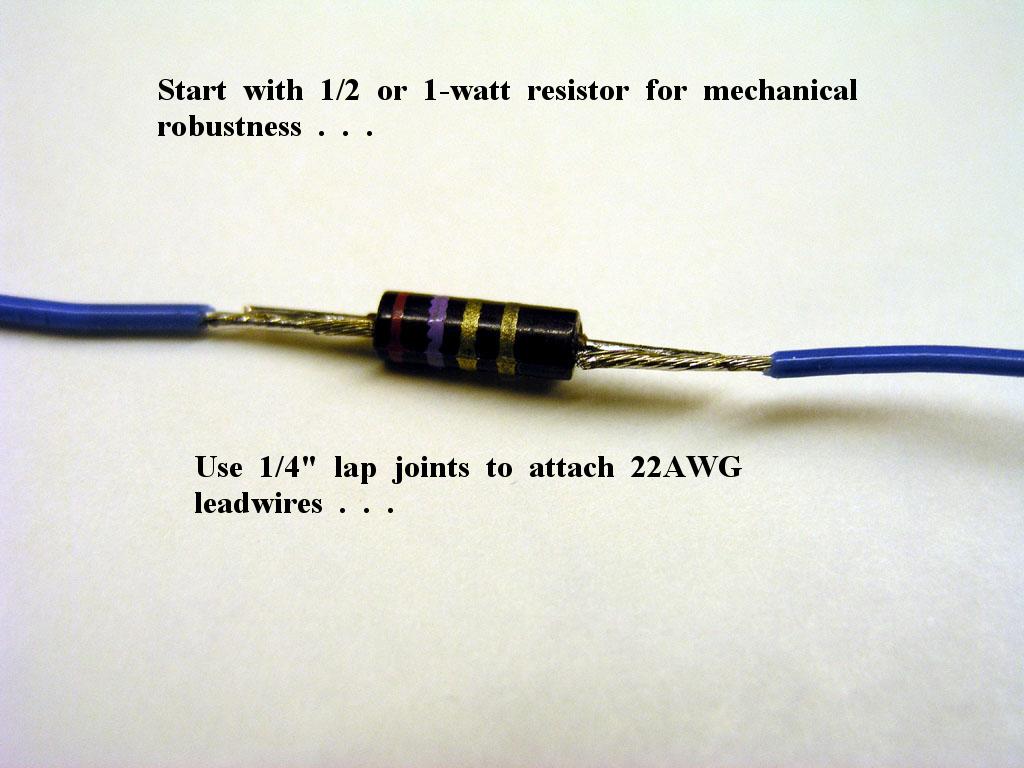 Start with 1/2 or 1-watt resistor for mechanical
robustness . . .
Use 1/4" lap joints to attach 22AWG
leadwires . . .